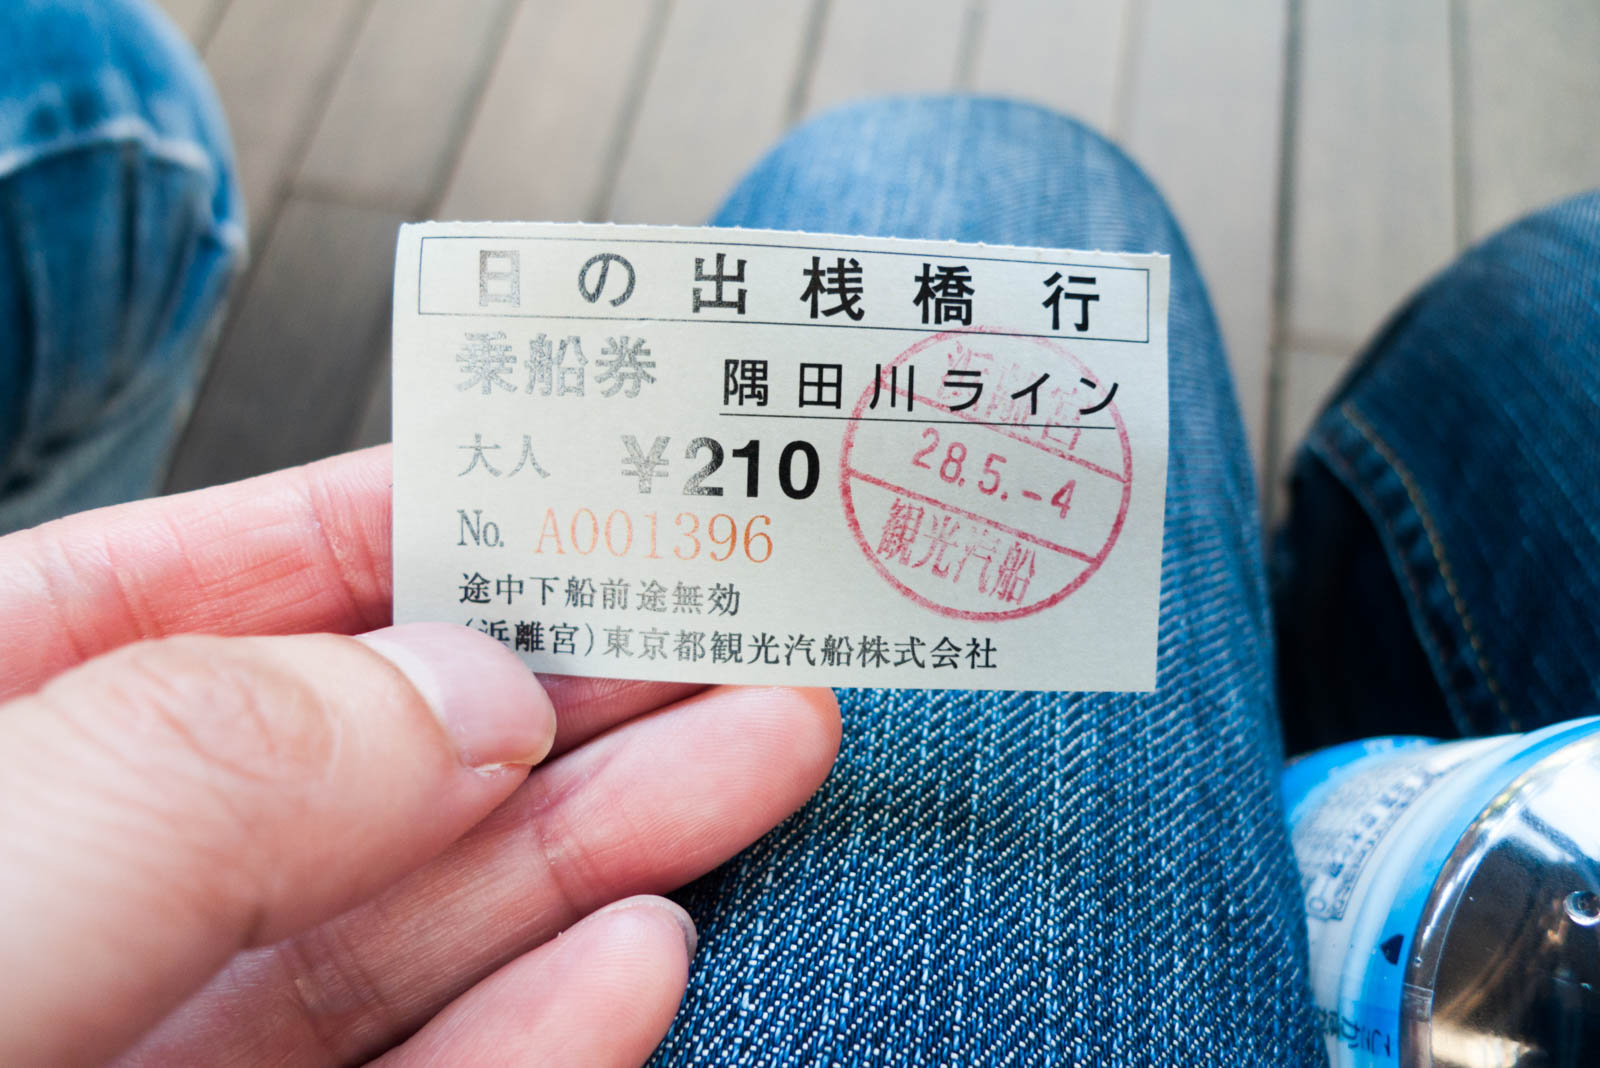 日の出桟橋行
乗船券 隅田川ライン
大人 ¥210
No. A001396
途中下船前途無効
(浜離宮)東京都観光汽船株式会社
浜離宮
28.5.-4
観光汽船